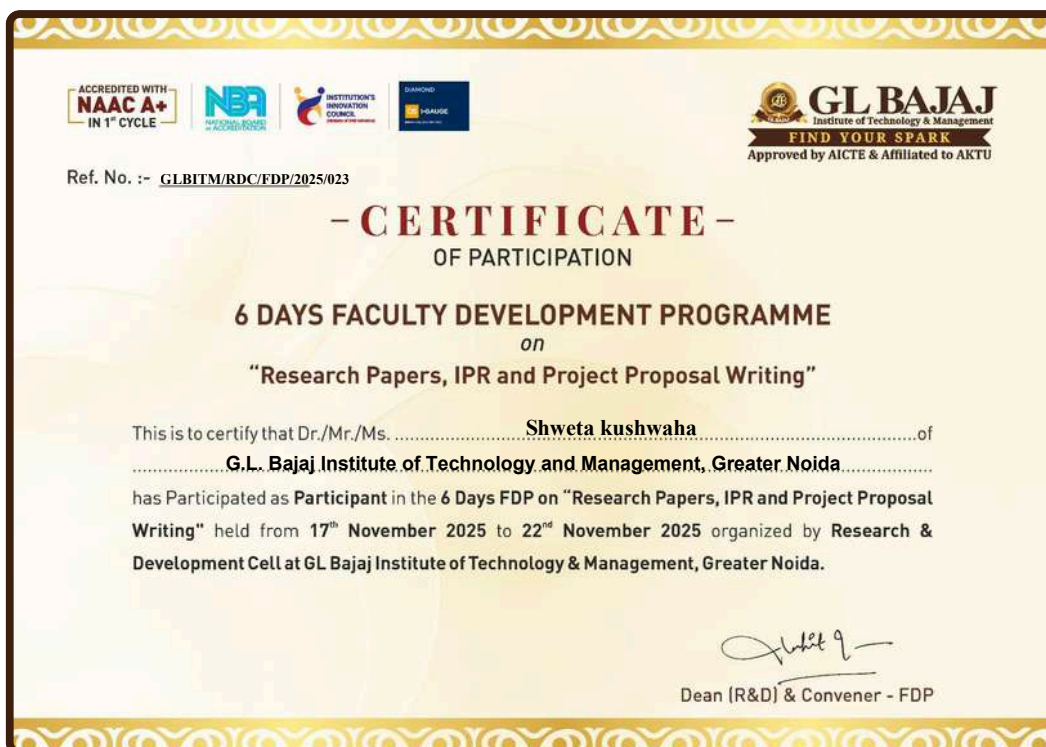 ACCREDITED WITH
NAAC A+
IN 1st CYCLE
NBA
NATIONAL BOARD
of ACCREDITATION
INSTITUTION'S
INNOVATION
COUNCIL
DIAMOND
I-GAUGE
GL BAJAJ
Institute of Technology & Management
FIND YOUR SPARK
Approved by AICTE & Affiliated to AKTU
Ref. No. :- GLBITM/RDC/FDP/2025/023
- CERTIFICATE -
OF PARTICIPATION
6 DAYS FACULTY DEVELOPMENT PROGRAMME
on
“Research Papers, IPR and Project Proposal Writing”
This is to certify that Dr./Mr./Ms. Shweta kushwaha of
G.L. Bajaj Institute of Technology and Management, Greater Noida
has Participated as Participant in the 6 Days FDP on “Research Papers, IPR and Project Proposal
Writing" held from 17th November 2025 to 22nd November 2025 organized by Research &
Development Cell at GL Bajaj Institute of Technology & Management, Greater Noida.
Dean (R&D) & Convener - FDP